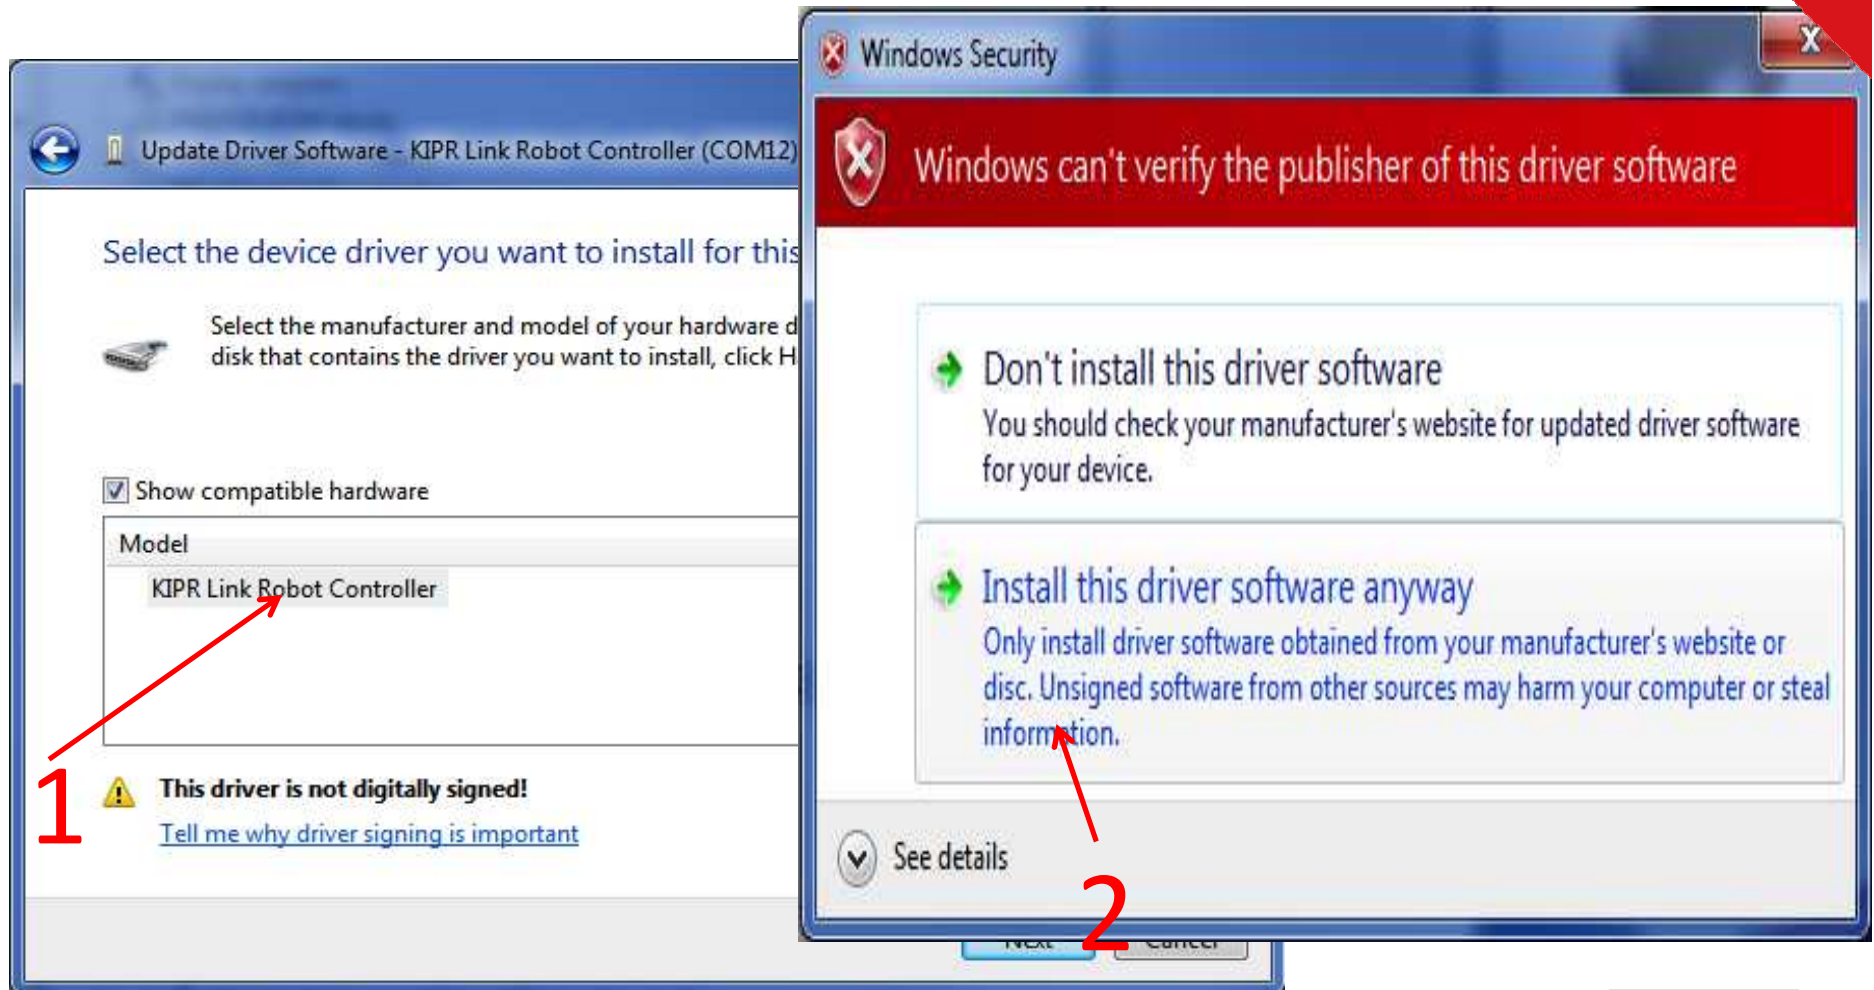 Update Driver Software - KIPR Link Robot Controller (COM12)
Select the device driver you want to install for this
Select the manufacturer and model of your hardware d
disk that contains the driver you want to install, click H
Show compatible hardware
Model
KIPR Link Robot Controller
1
This driver is not digitally signed!
Tell me why driver signing is important
Next
Cancel
Windows Security
X
Windows can't verify the publisher of this driver software
Don't install this driver software
You should check your manufacturer's website for updated driver software
for your device.
Install this driver software anyway
Only install driver software obtained from your manufacturer's website or
disc. Unsigned software from other sources may harm your computer or steal
information.
See details
2